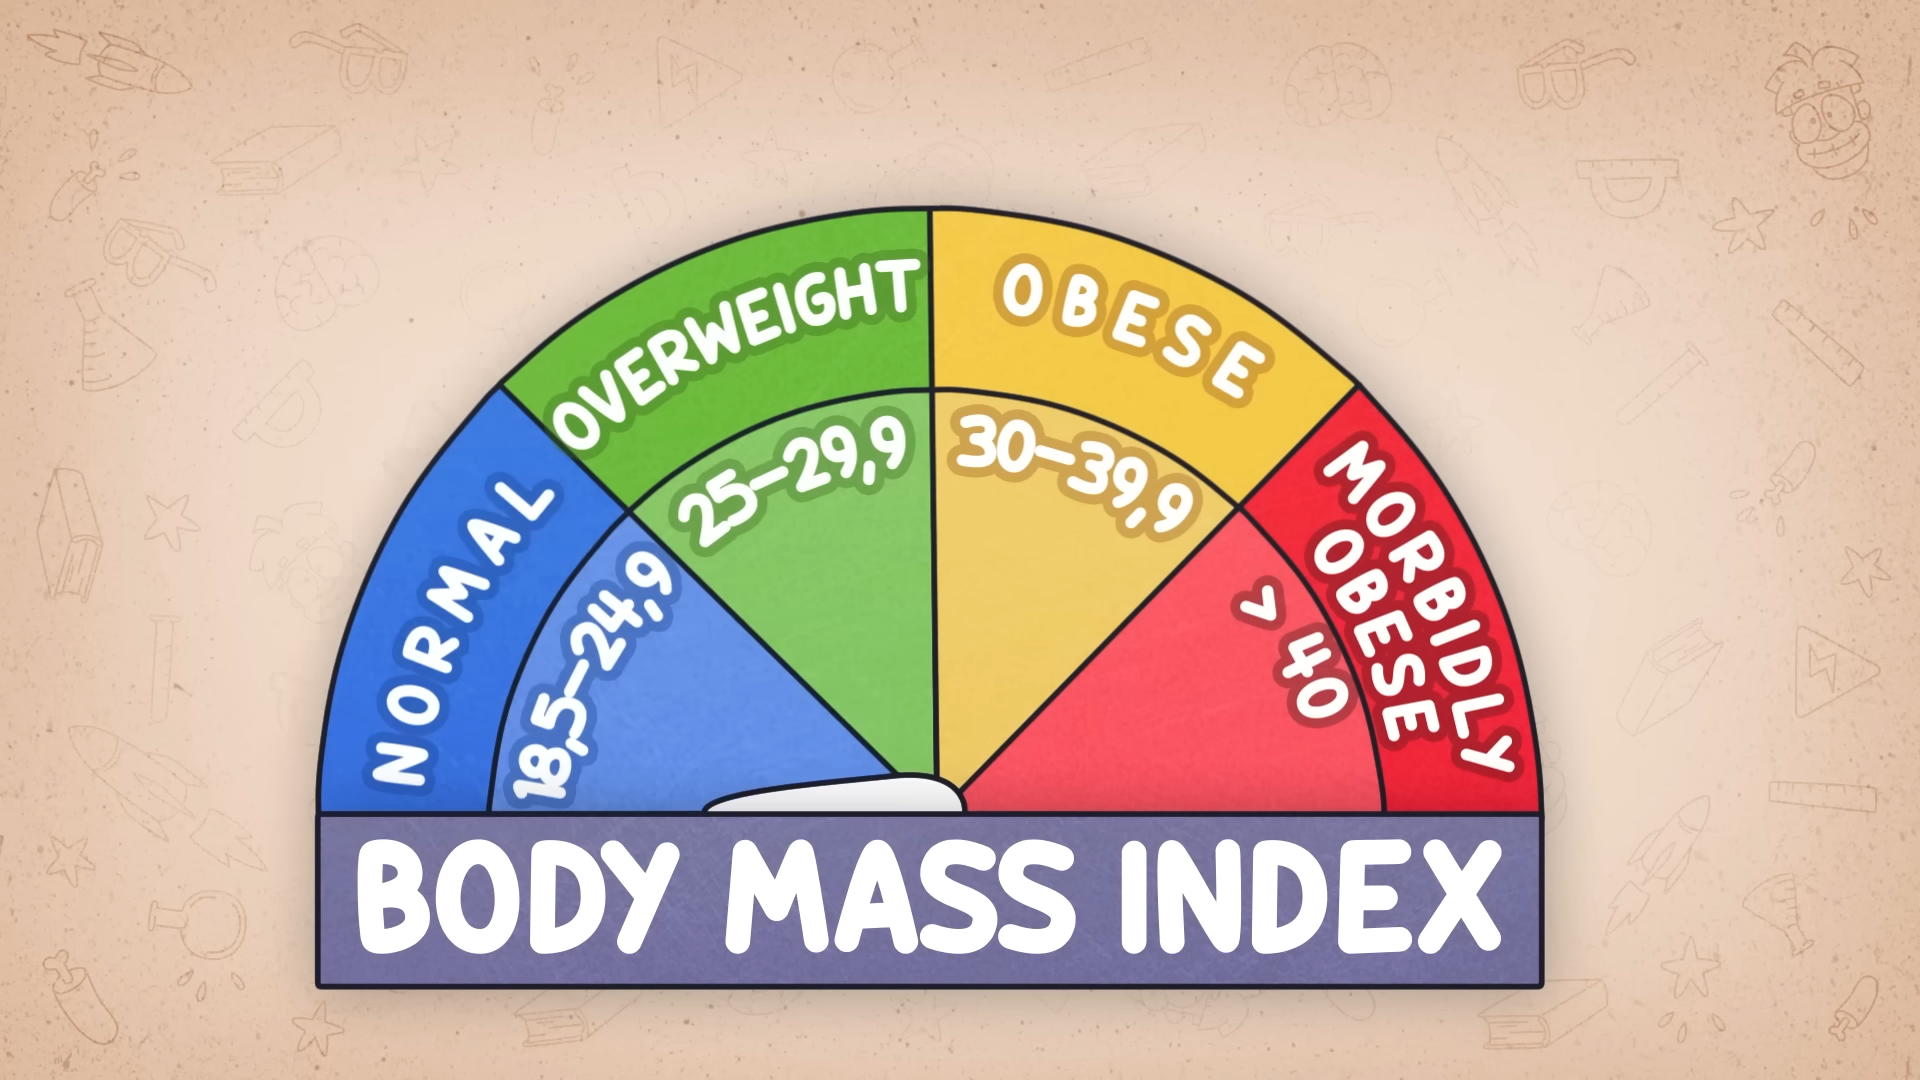 NORMAL
OVERWEIGHT
OBESE
MORBIDLY
OBESE
18,5-24,9
25-29,9
30-39,9
> 40
BODY MASS INDEX